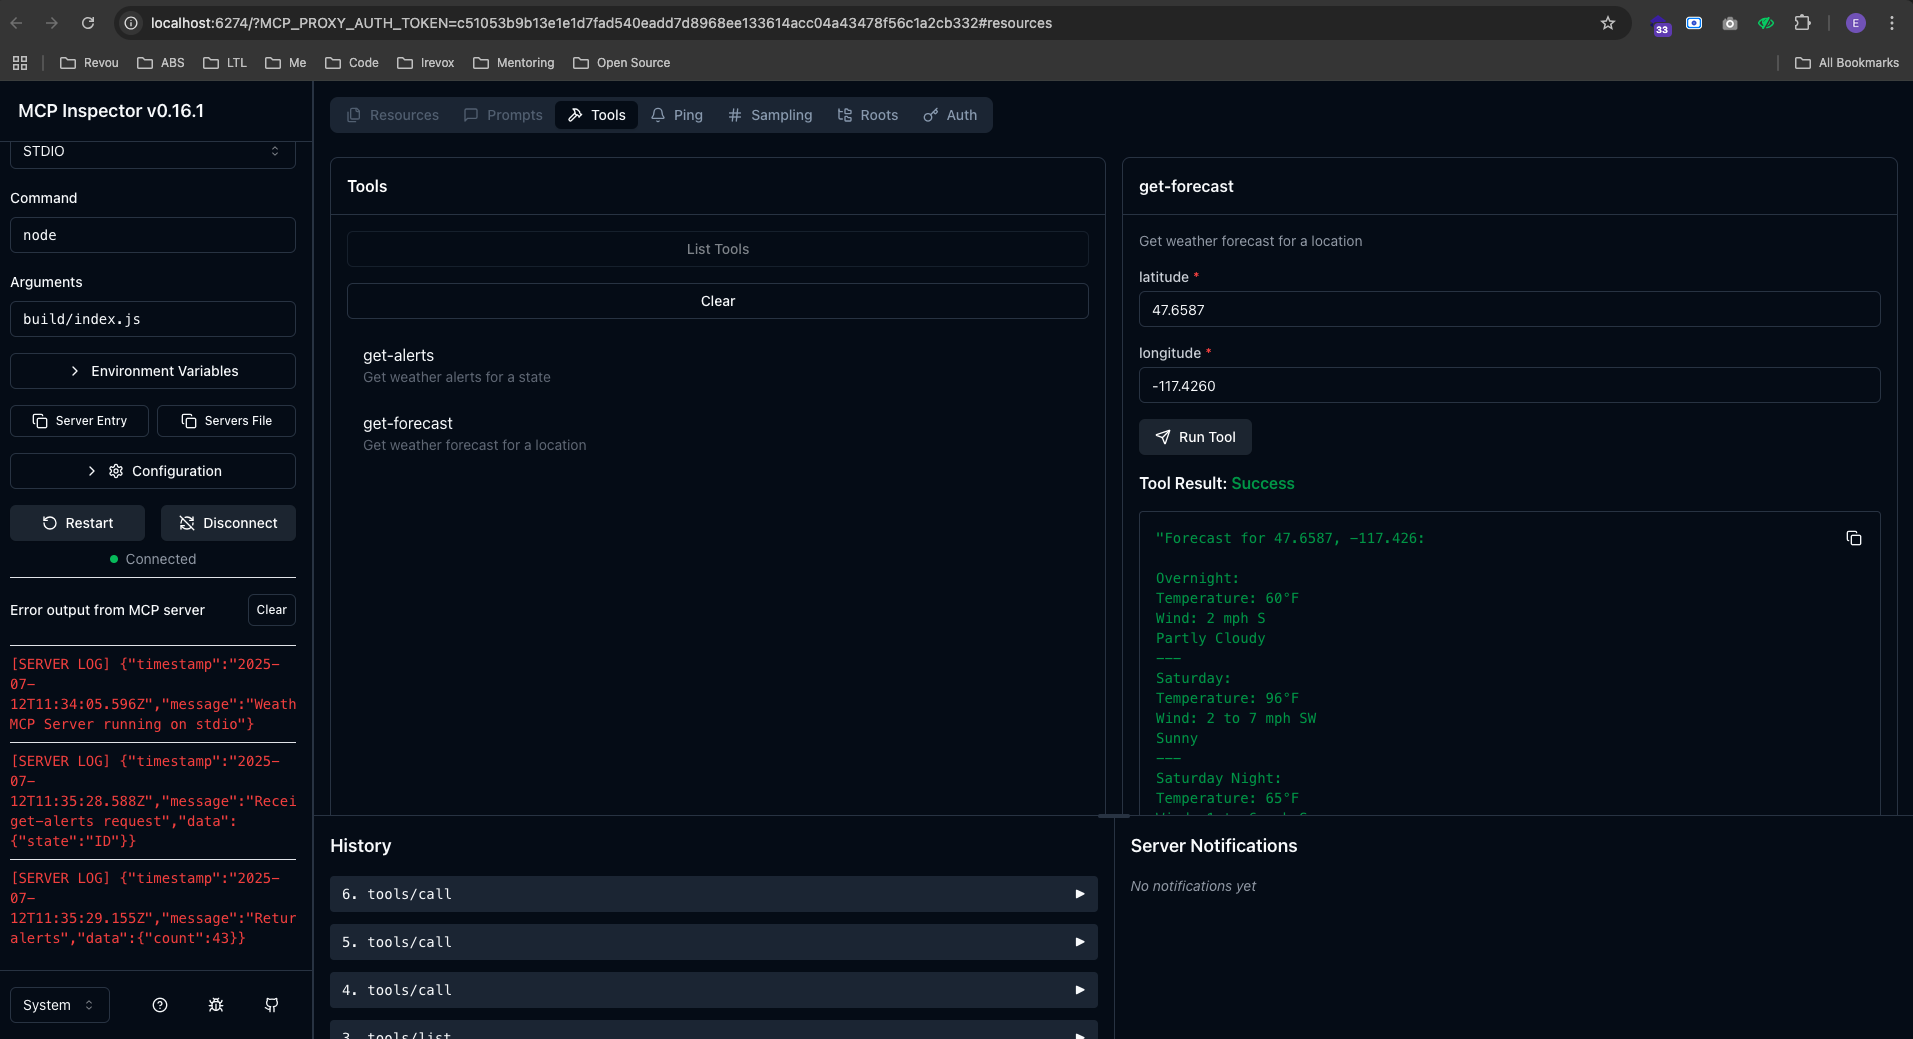 localhost:6274/?MCP_PROXY_AUTH_TOKEN=c51053b9b13e1e1d7fad540eadd7d8968ee133614acc04a43478f56c1a2cb332#resources
33
E
Revou
ABS
LTL
Me
Code
Irevox
Mentoring
Open Source
All Bookmarks
MCP Inspector v0.16.1
STDIO
Command
node
Arguments
build/index.js
Environment Variables
Server Entry
Servers File
Configuration
Restart
Disconnect
Connected
Error output from MCP server
Clear
[SERVER LOG] {"timestamp":"2025-
07-
12T11:34:05.596Z","message":"Weath
MCP Server running on stdio"}
[SERVER LOG] {"timestamp":"2025-
07-
12T11:35:28.588Z","message":"Recei
get-alerts request","data":
{"state":"ID"}}
[SERVER LOG] {"timestamp":"2025-
07-
12T11:35:29.155Z","message":"Retur
alerts","data":{"count":43}}
System
Resources
Prompts
Tools
Ping
Sampling
Roots
Auth
Tools
List Tools
Clear
get-alerts
Get weather alerts for a state
get-forecast
Get weather forecast for a location
get-forecast
Get weather forecast for a location
latitude *
47.6587
longitude *
-117.4260
Run Tool
Tool Result: Success
"Forecast for 47.6587, -117.426:
Overnight:
Temperature: 60°F
Wind: 2 mph S
Partly Cloudy
---
Saturday:
Temperature: 96°F
Wind: 2 to 7 mph SW
Sunny
---
Saturday Night:
Temperature: 65°F
History
6. tools/call
5. tools/call
4. tools/call
3. tools/list
Server Notifications
No notifications yet